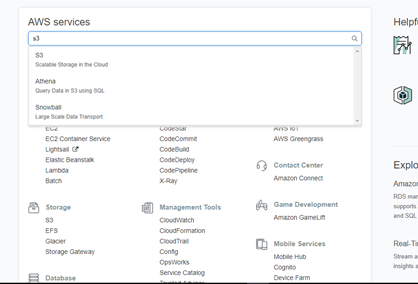 AWS services
s3
S3
Scalable Storage in the Cloud
Athena
Query Data in S3 using SQL
Snowball
Large Scale Data Transport
EC2
EC2 Container Service
Lightsail
Elastic Beanstalk
Lambda
Batch
Storage
S3
EFS
Glacier
Storage Gateway
Database
CodeStar
CodeCommit
CodeBuild
CodeDeploy
CodePipeline
X-Ray
Management Tools
CloudWatch
CloudFormation
CloudTrail
Config
OpsWorks
Service Catalog
AWS IoT
AWS Greengrass
Contact Center
Amazon Connect
Game Development
Amazon GameLift
Mobile Services
Mobile Hub
Cognito
Device Farm
Helpf
Explo
Amazo
RDS man
supports
and SQL
Real-Ti
Stream a
insights a